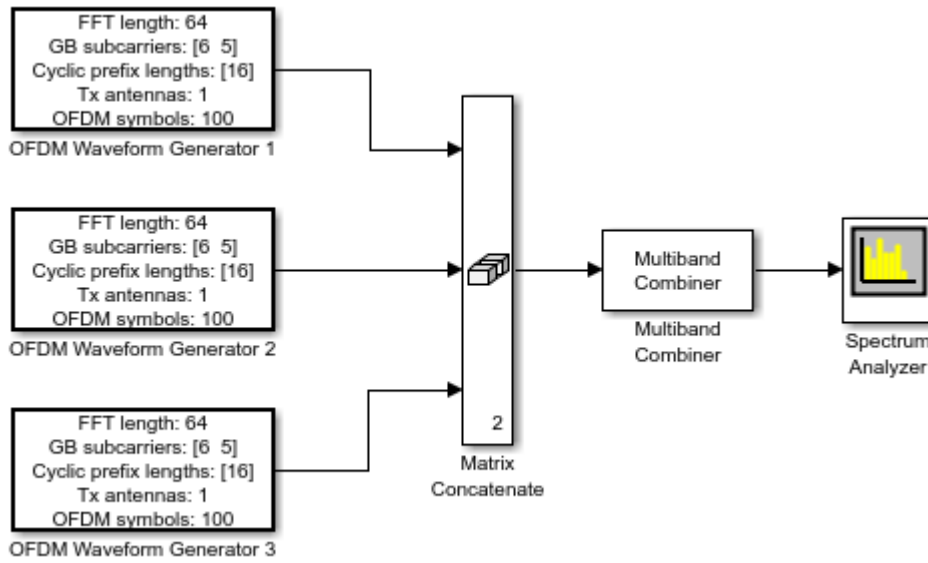 FFT length: 64
GB subcarriers: [6  5]
Cyclic prefix lengths: [16]
Tx antennas: 1
OFDM symbols: 100
OFDM Waveform Generator 1
FFT length: 64
GB subcarriers: [6  5]
Cyclic prefix lengths: [16]
Tx antennas: 1
OFDM symbols: 100
OFDM Waveform Generator 2
FFT length: 64
GB subcarriers: [6  5]
Cyclic prefix lengths: [16]
Tx antennas: 1
OFDM symbols: 100
OFDM Waveform Generator 3
2
Matrix
Concatenate
Multiband
Combiner
Multiband
Combiner
Spectrum
Analyzer